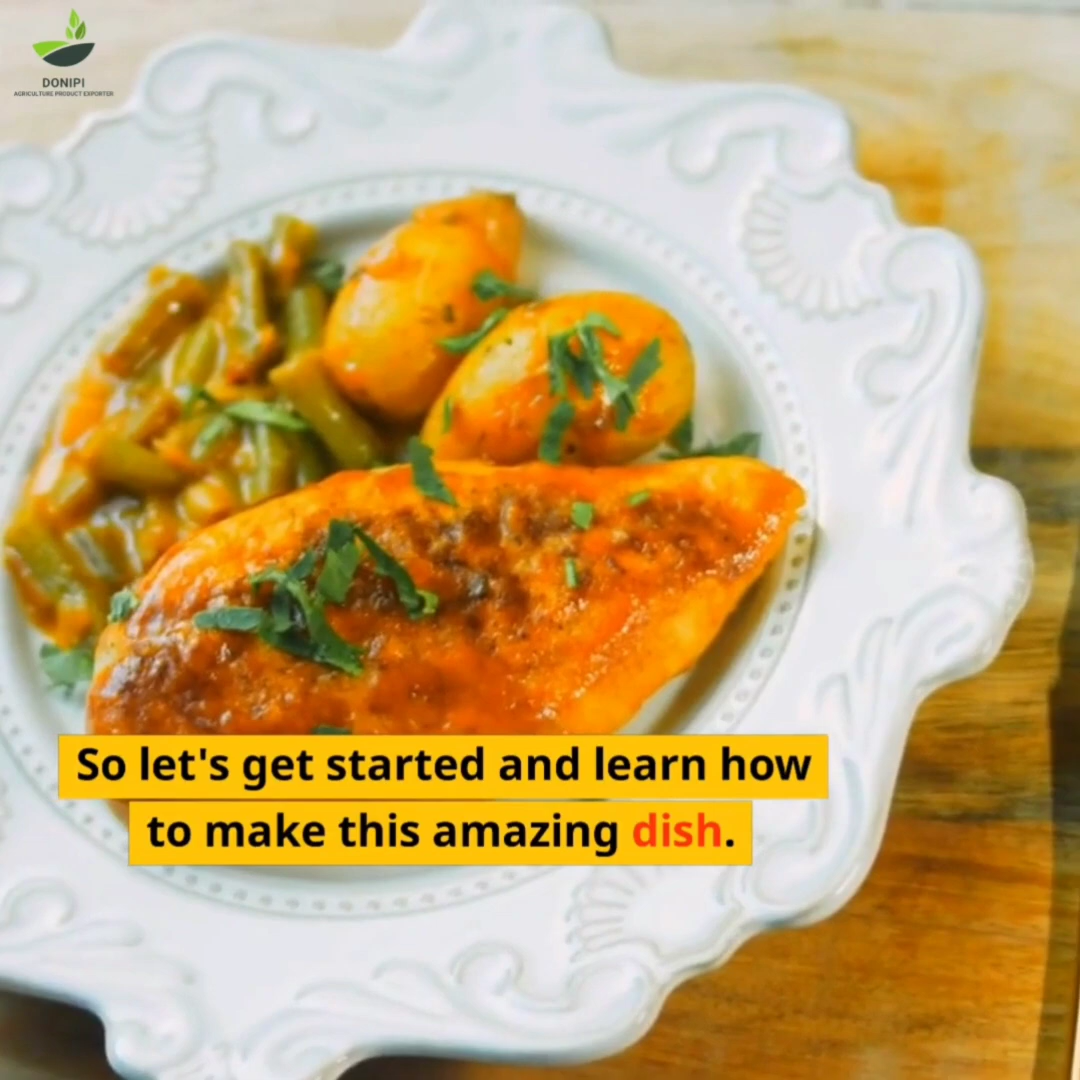 DONIPI
AGRICULTURE PRODUCT EXPORTER
So let's get started and learn how
to make this amazing dish.